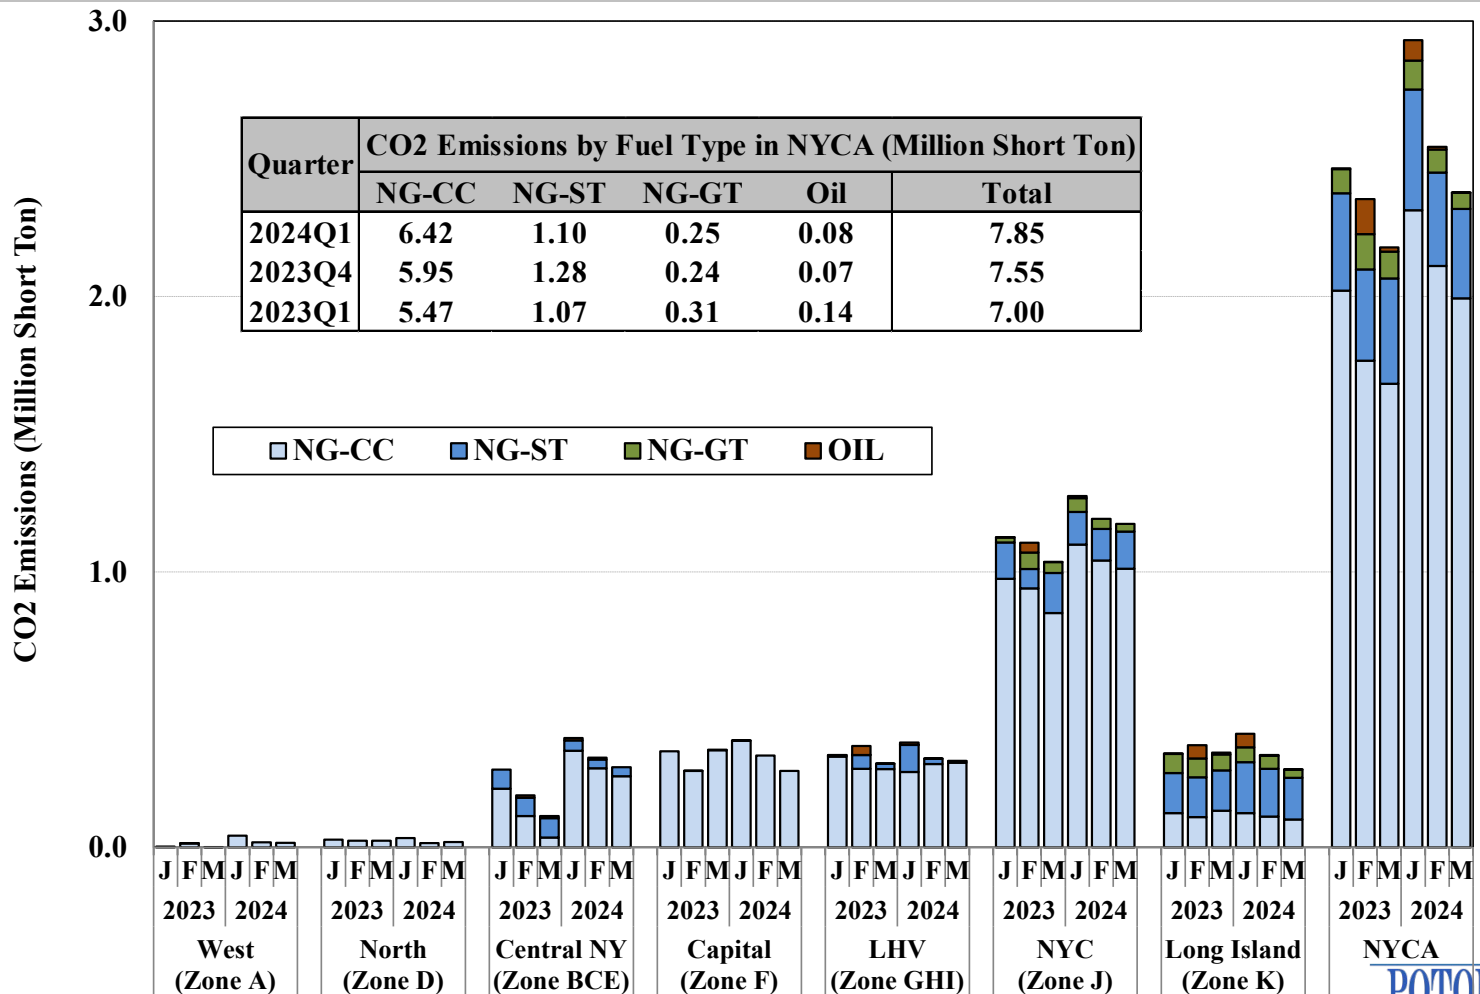 3.0
2.0
1.0
0.0
CO2 Emissions (Million Short Ton)
Quarter CO2 Emissions by Fuel Type in NYCA (Million Short Ton)
NG-CC NG-ST NG-GT Oil Total
2024Q1 6.42 1.10 0.25 0.08 7.85
2023Q4 5.95 1.28 0.24 0.07 7.55
2023Q1 5.47 1.07 0.31 0.14 7.00
NG-CC NG-ST NG-GT OIL
J F M J F M J F M J F M J F M J F M J F M J F M J F M J F M J F M J F M J F M J F M J F M J F M
2023 2024 2023 2024 2023 2024 2023 2024 2023 2024 2023 2024 2023 2024 2023 2024
West North Central NY Capital LHV NYC Long Island NYCA
(Zone A) (Zone D) (Zone BCE) (Zone F) (Zone GHI) (Zone J) (Zone K)